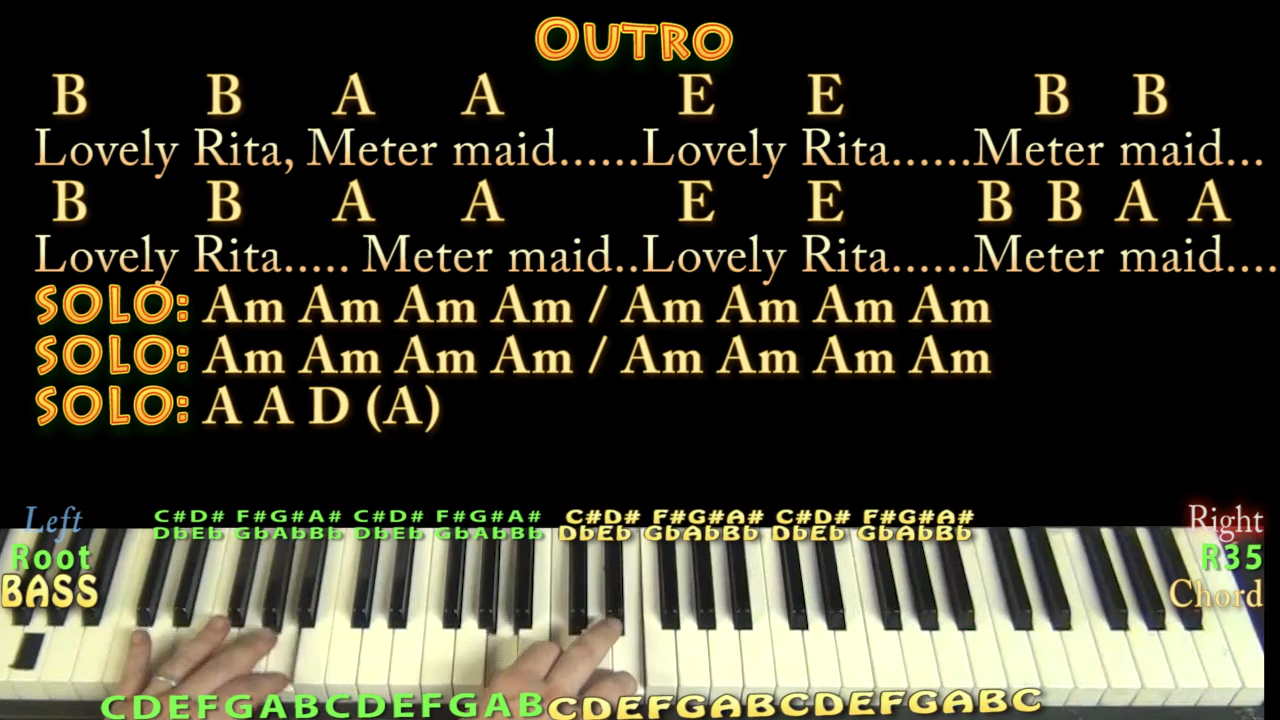 OUTRO
B B A A E E B B
Lovely Rita, Meter maid......Lovely Rita......Meter maid...
B B A A E E B B A A
Lovely Rita..... Meter maid..Lovely Rita......Meter maid....
SOLO: Am Am Am Am / Am Am Am Am
SOLO: Am Am Am Am / Am Am Am Am
SOLO: A A D (A)
Left
Root
BASS
C#D# F#G#A# C#D# F#G#A# C#D# F#G#A# C#D# F#G#A#
DbEb GbAbBb DbEb GbAbBb DbEb GbAbBb DbEb GbAbBb
Right
R35
Chord
CDEFGABCDEFGABCDEFGABCDEFGABC